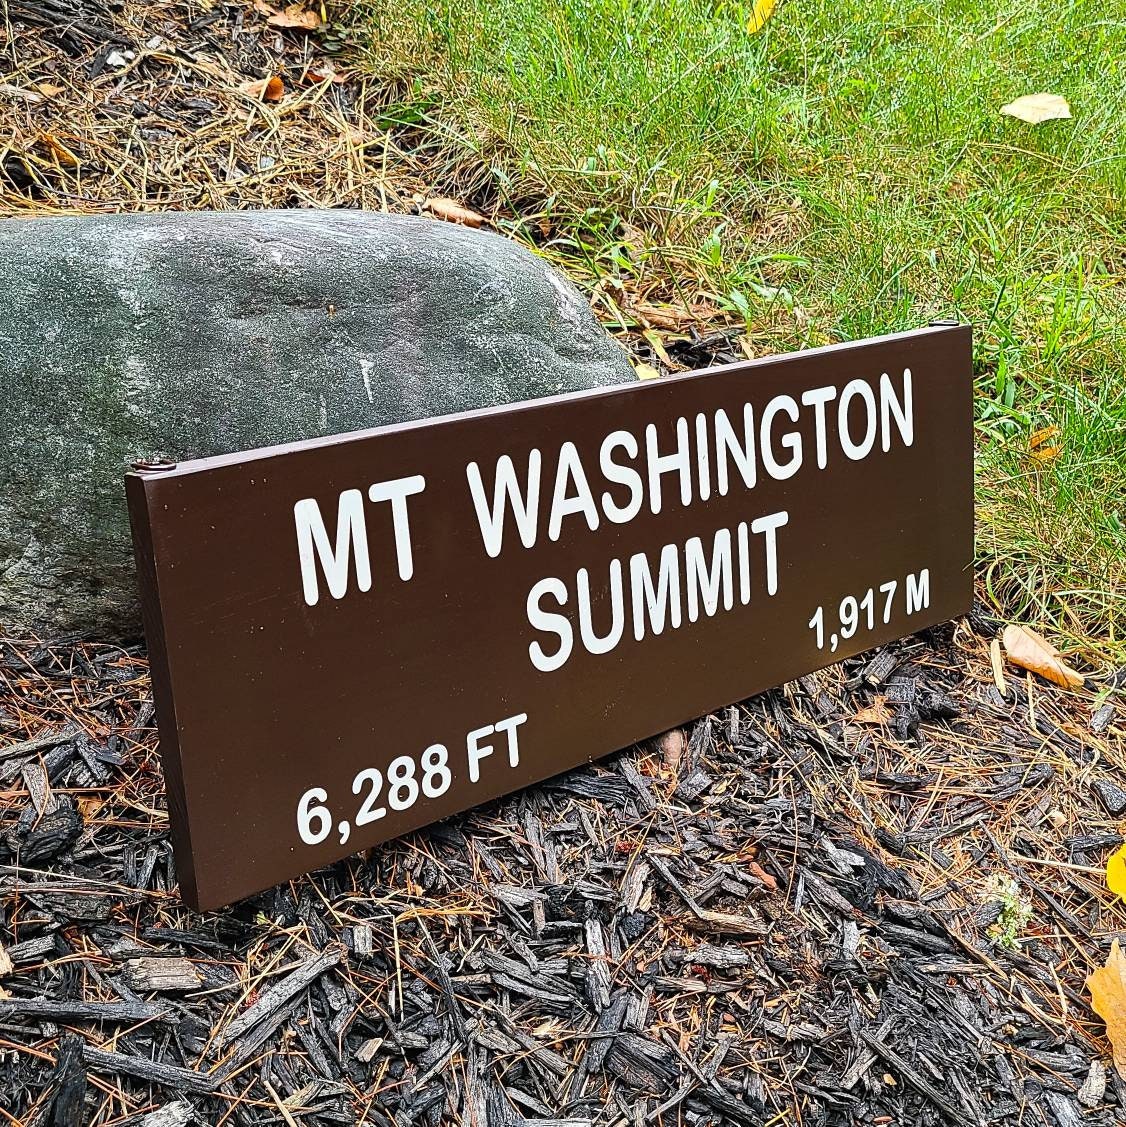 MT WASHINGTON
SUMMIT
6,288 FT 1,917 M